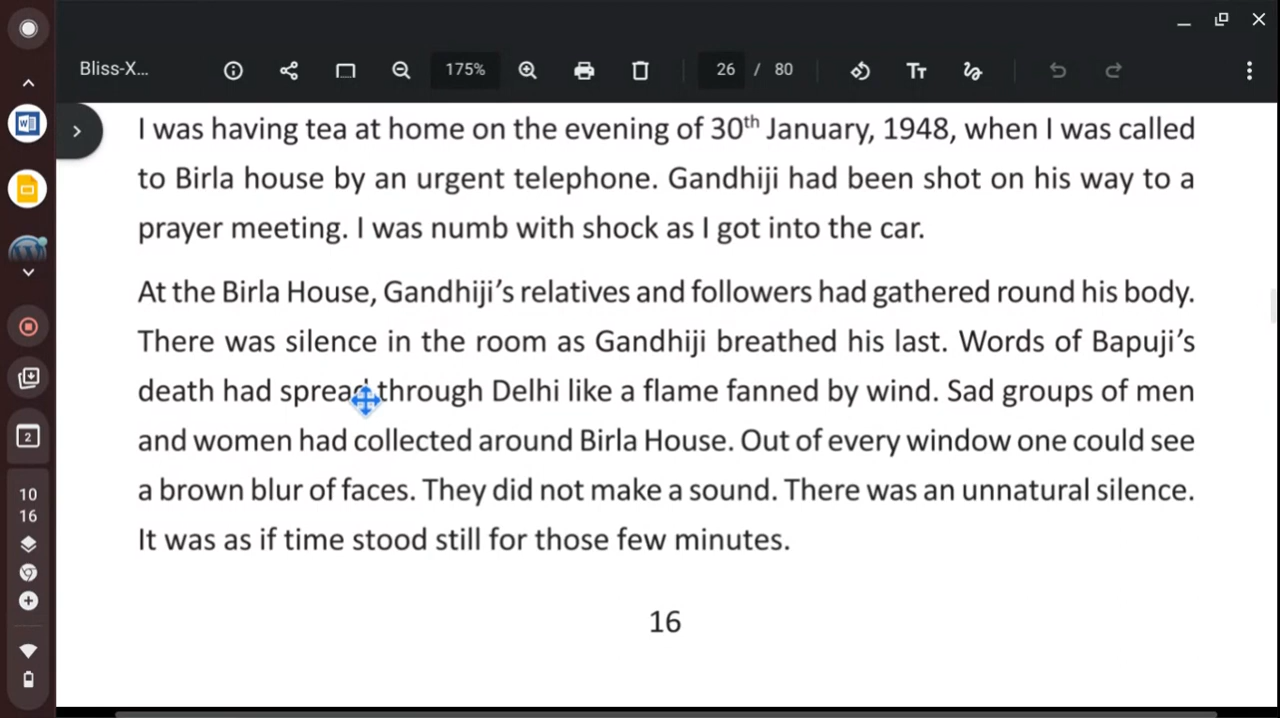 Bliss-X...
175%
26 / 80
Tт
I was having tea at home on the evening of 30th January, 1948, when I was called
to Birla house by an urgent telephone. Gandhiji had been shot on his way to a
prayer meeting. I was numb with shock as I got into the car.
At the Birla House, Gandhiji’s relatives and followers had gathered round his body.
There was silence in the room as Gandhiji breathed his last. Words of Bapuji’s
death had spread through Delhi like a flame fanned by wind. Sad groups of men
and women had collected around Birla House. Out of every window one could see
a brown blur of faces. They did not make a sound. There was an unnatural silence.
It was as if time stood still for those few minutes.
16
2
10
16